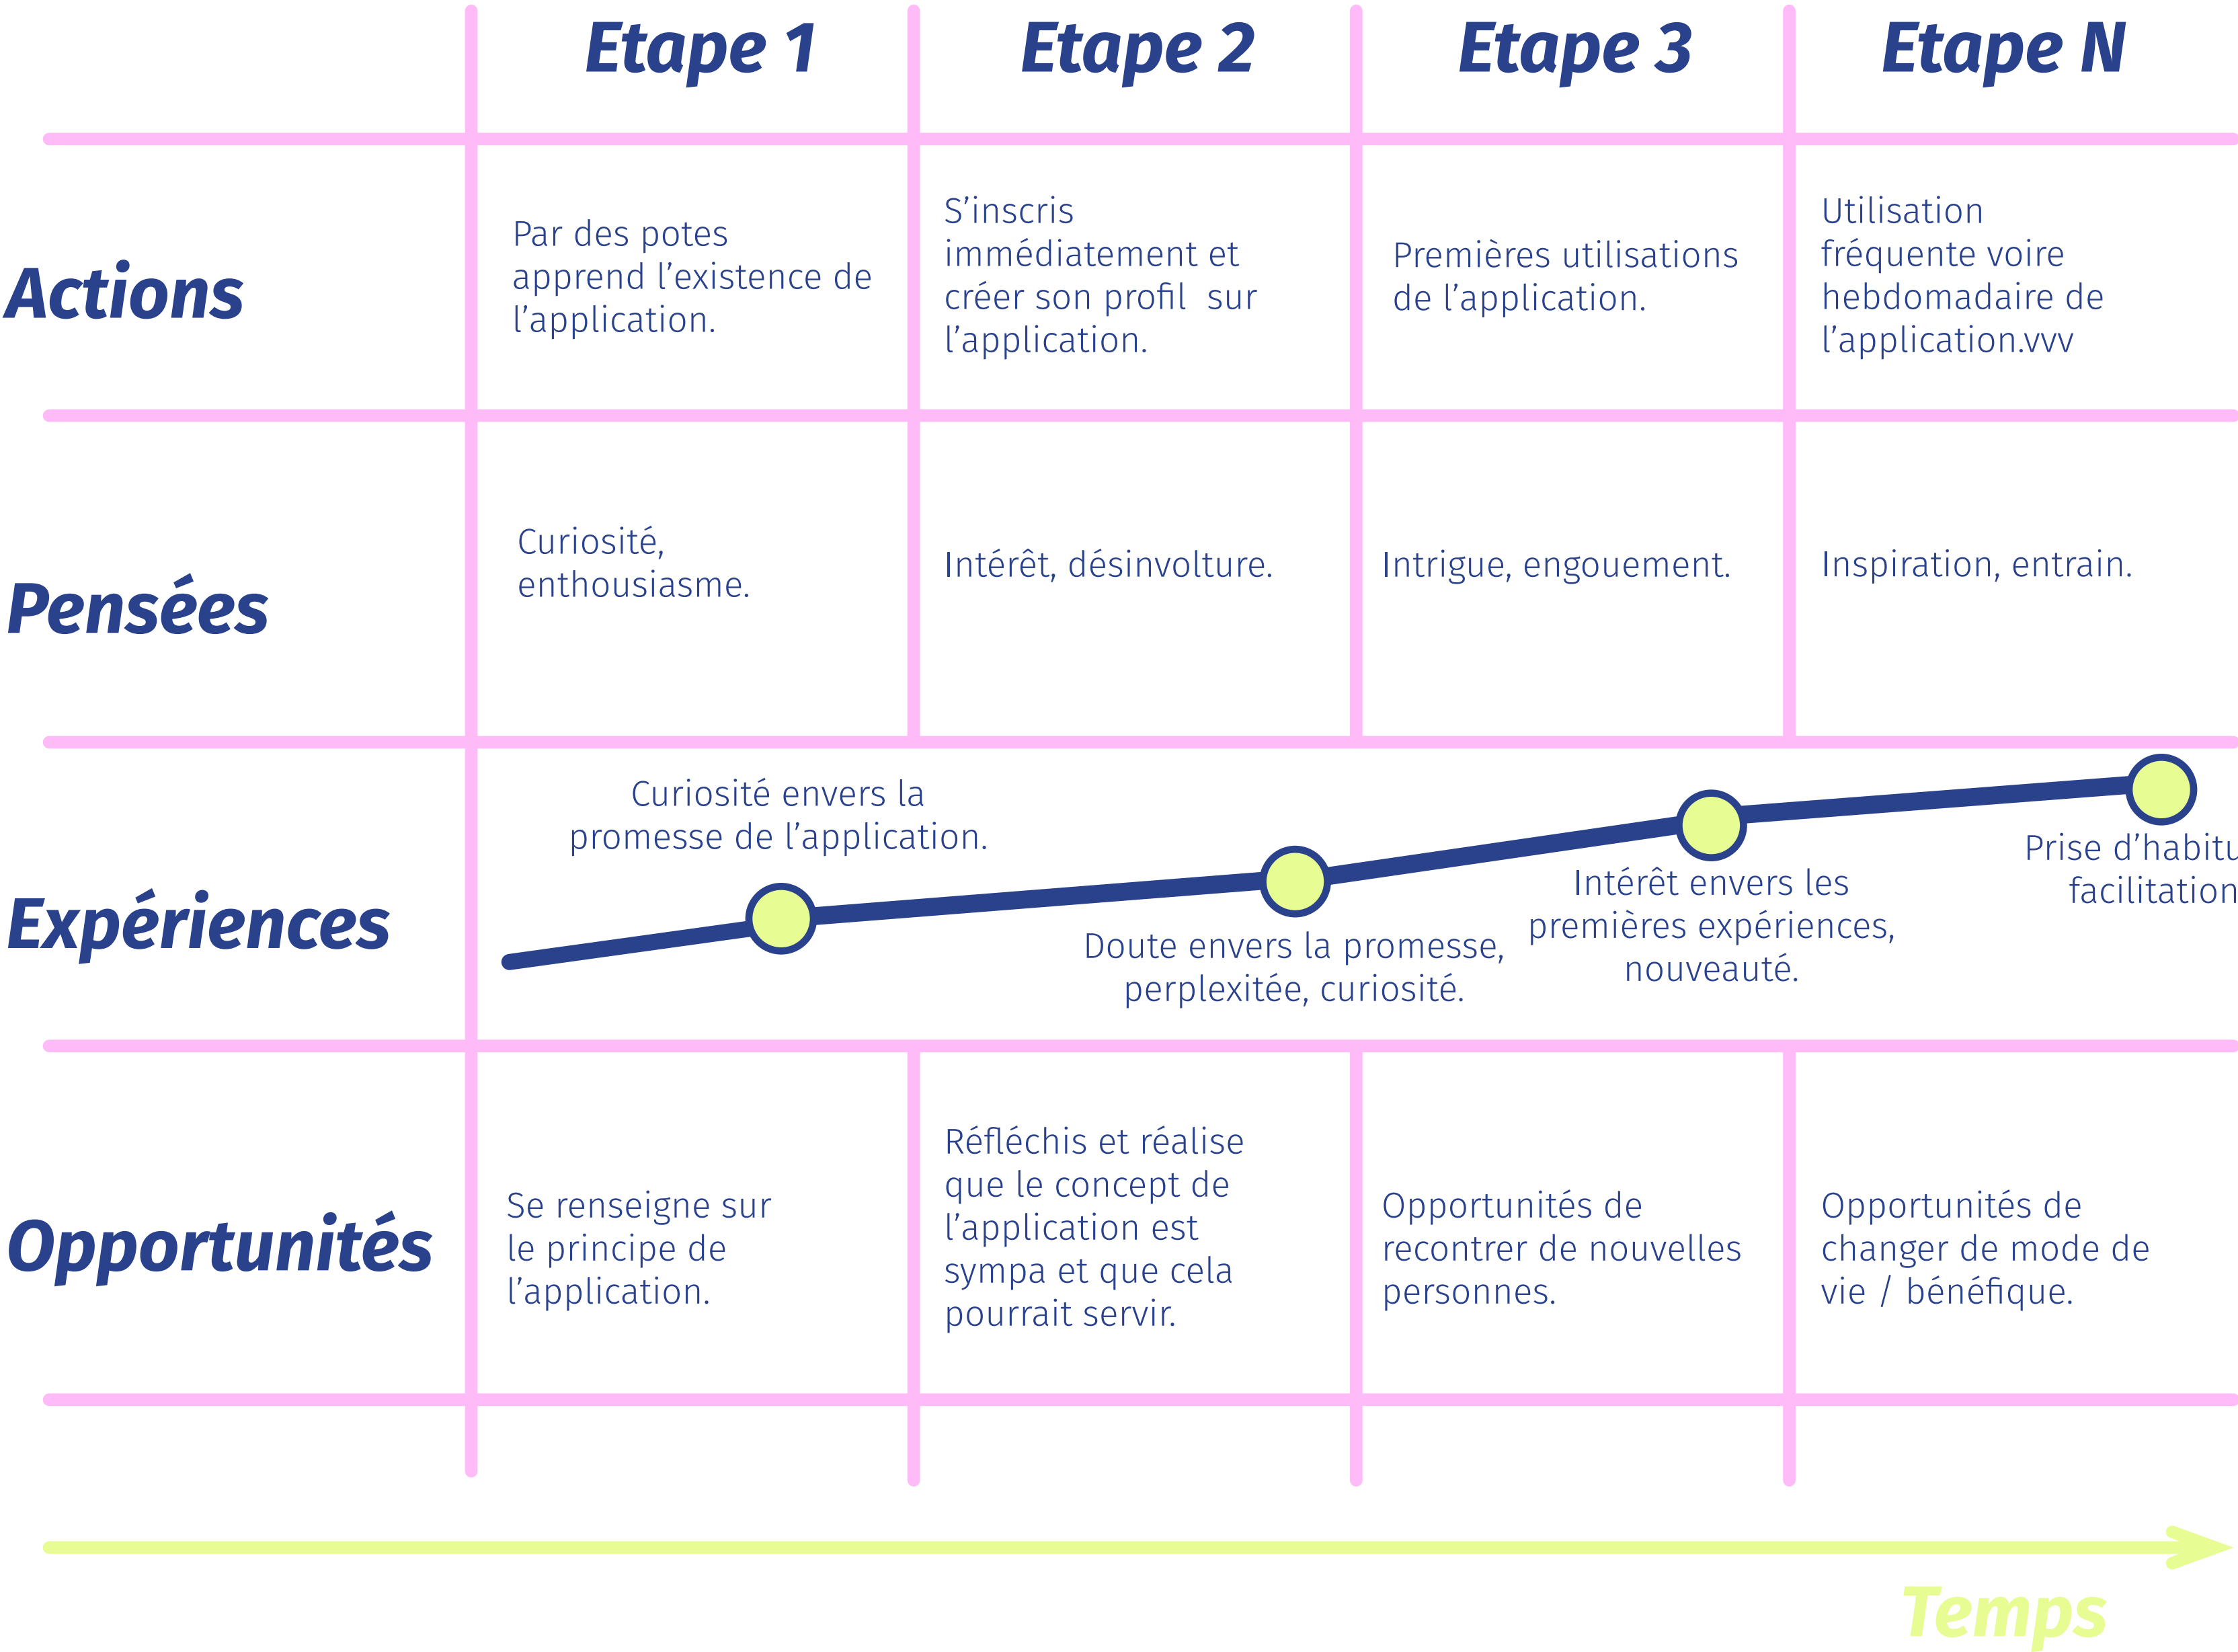 Etape 1
Etape 2
Etape 3
Etape N
Actions
Par des potes
apprend l’existence de
l’application.
S’inscris
immédiatement et
créer son profil  sur
l’application.
Premières utilisations
de l’application.
Utilisation
fréquente voire
hebdomadaire de
l’application.vvv
Pensées
Curiosité,
enthousiasme.
Intérêt, désinvolture.
Intrigue, engouement.
Inspiration, entrain.
Expériences
Curiosité envers la
promesse de l’application.
Doute envers la promesse,
perplexitée, curiosité.
Intérêt envers les
premières expériences,
nouveauté.
Prise d’habitu
facilitation
Opportunités
Se renseigne sur
le principe de
l’application.
Réfléchis et réalise
que le concept de
l’application est
sympa et que cela
pourrait servir.
Opportunités de
recontrer de nouvelles
personnes.
Opportunités de
changer de mode de
vie / bénéfique.
Temps